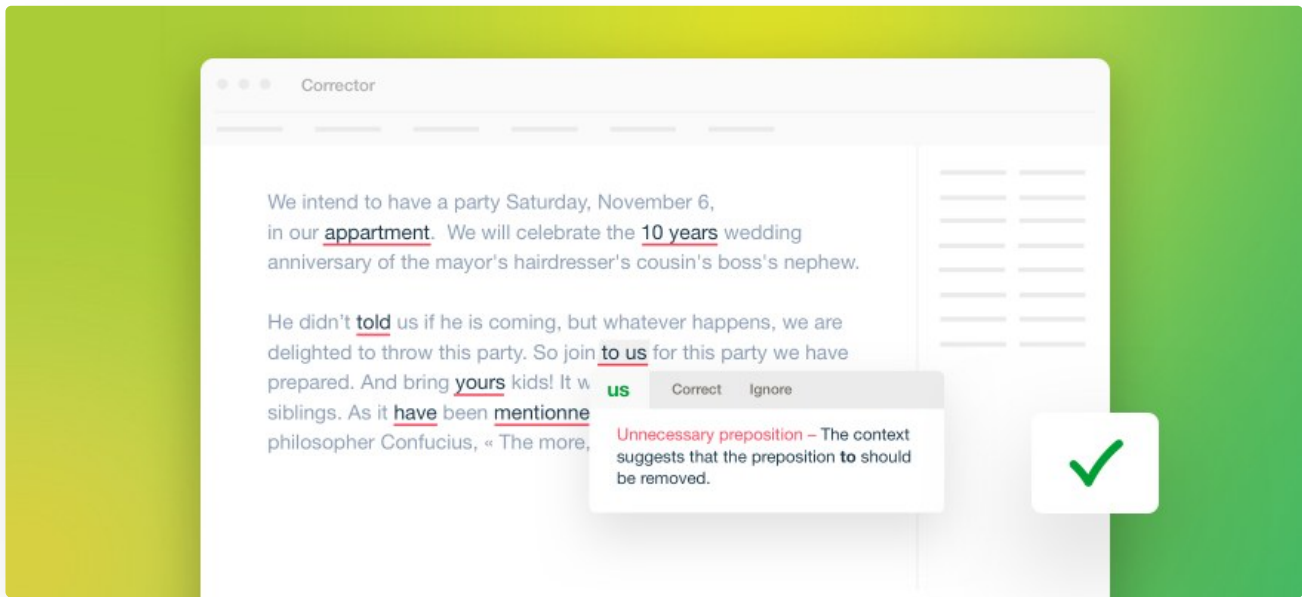 Corrector
We intend to have a party Saturday, November 6,
in our appartment.  We will celebrate the 10 years wedding
anniversary of the mayor's hairdresser's cousin's boss's nephew.
He didn't told us if he is coming, but whatever happens, we are
delighted to throw this party. So join to us for this party we have
prepared. And bring yours kids! It
siblings. As it have been mentionne
philosopher Confucius, « The more,
us Correct Ignore
Unnecessary preposition – The context
suggests that the preposition to should
be removed.